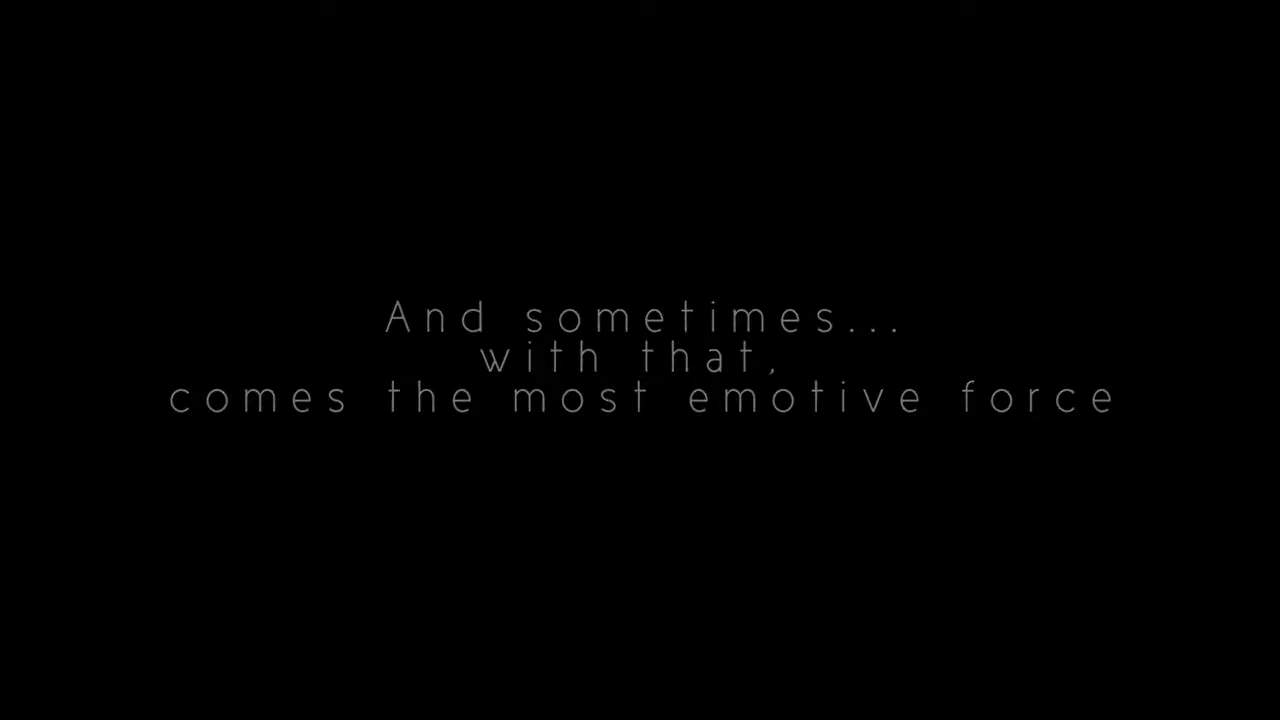 And sometimes...
with that,
comes the most emotive force